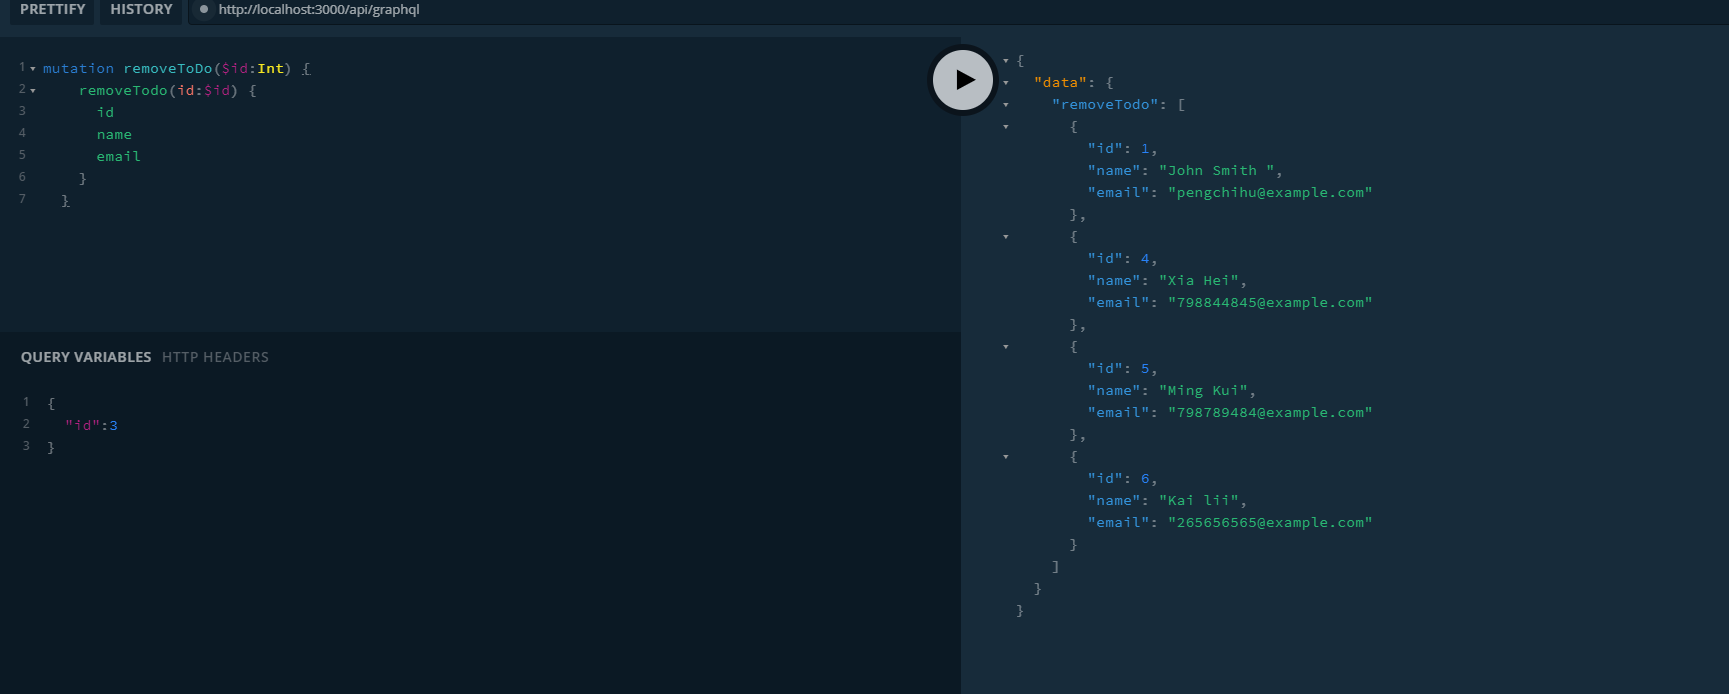 PRETTIFY HISTORY http://localhost:3000/api/graphql
1 mutation removeToDo($id:Int) {
2 removeTodo(id:$id) {
3 id
4 name
5 email
6 }
7 }
QUERY VARIABLES HTTP HEADERS
1 {
2 "id":3
3 }
{
"data": {
"removeTodo": [
{
"id": 1,
"name": "John Smith ",
"email": "pengchihu@example.com"
},
{
"id": 4,
"name": "Xia Hei",
"email": "798844845@example.com"
},
{
"id": 5,
"name": "Ming Kui",
"email": "798789484@example.com"
},
{
"id": 6,
"name": "Kai lii",
"email": "265656565@example.com"
}
]
}
}